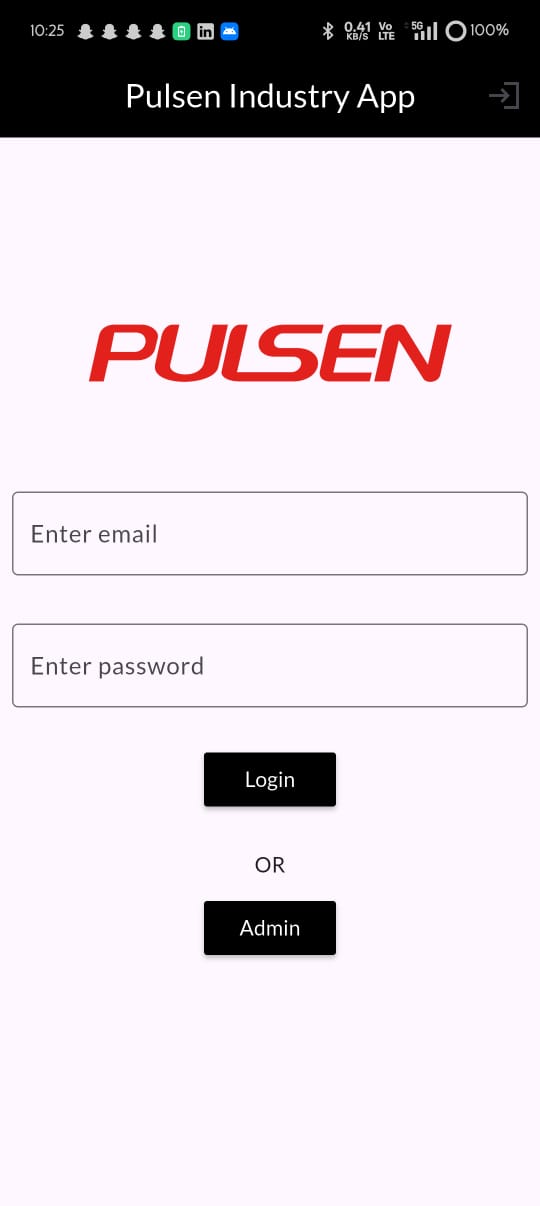 10:25 0.41 KB/S Vo LTE 5G 100%
Pulsen Industry App
PULSEN
Enter email
Enter password
Login
OR
Admin